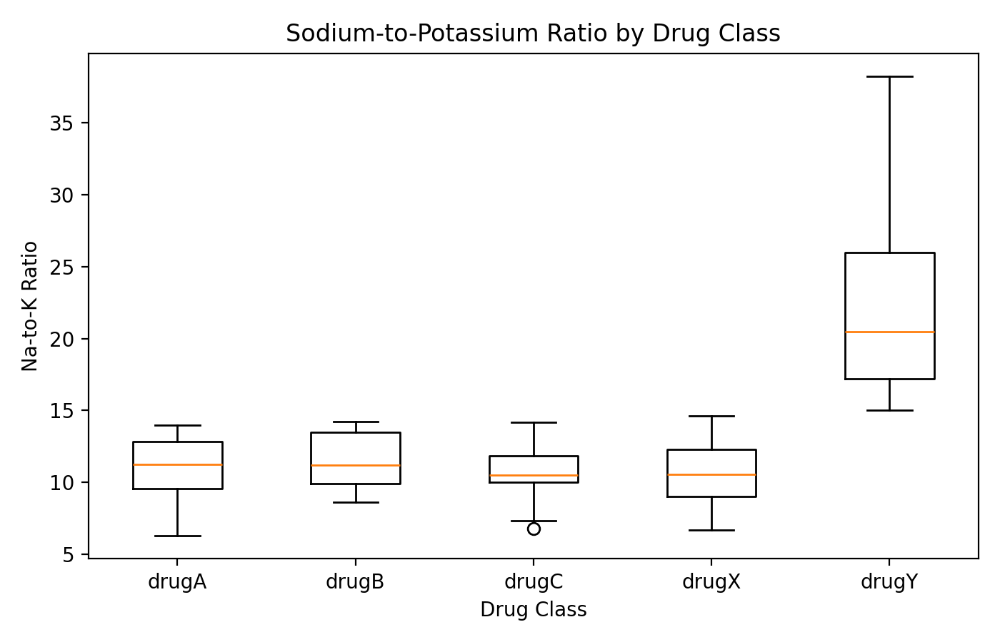 Sodium-to-Potassium Ratio by Drug Class
Na-to-K Ratio
35
30
25
20
15
10
5
drugA drugB drugC drugX drugY
Drug Class